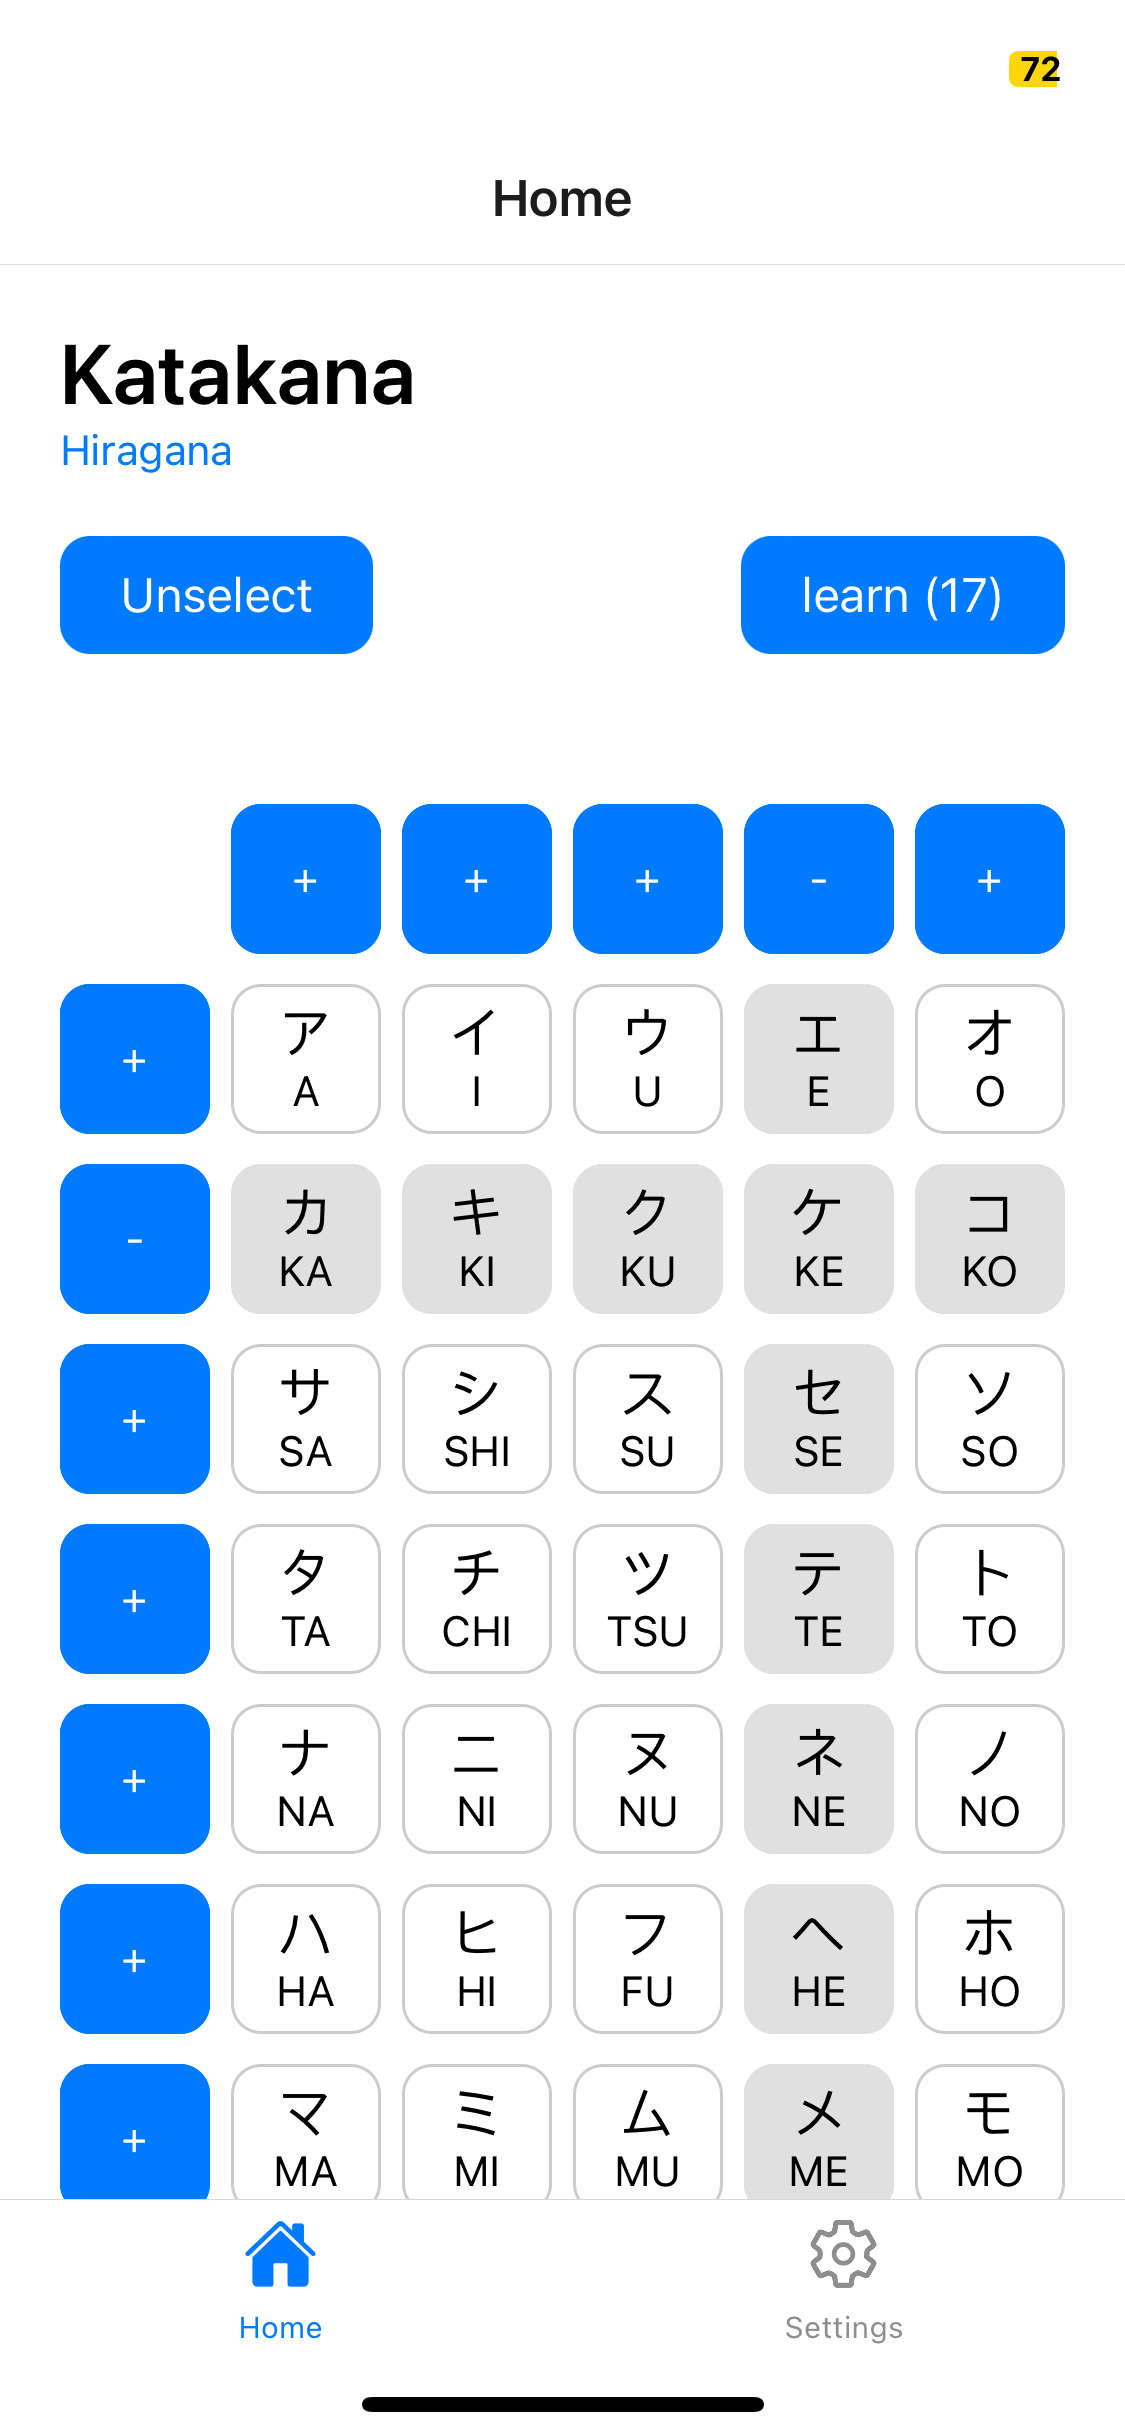 72
Home
Katakana
Hiragana
Unselect learn (17)
+ + + - +
+ ア イ ウ エ オ
A I U E O
- カ キ ク ケ コ
KA KI KU KE KO
+ サ シ ス セ ソ
SA SHI SU SE SO
+ タ チ ツ テ ト
TA CHI TSU TE TO
+ ナ ニ ヌ ネ ノ
NA NI NU NE NO
+ ハ ヒ フ ヘ ホ
HA HI FU HE HO
+ マ ミ ム メ モ
MA MI MU ME MO
Home Settings